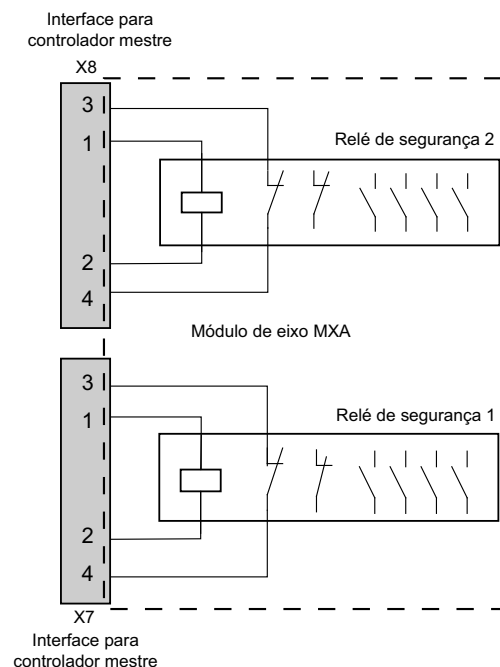 Interface para
controlador mestre
X8
3
1
Relé de segurança 2
2
4
Módulo de eixo MXA
3
1
Relé de segurança 1
2
4
X7
Interface para
controlador mestre